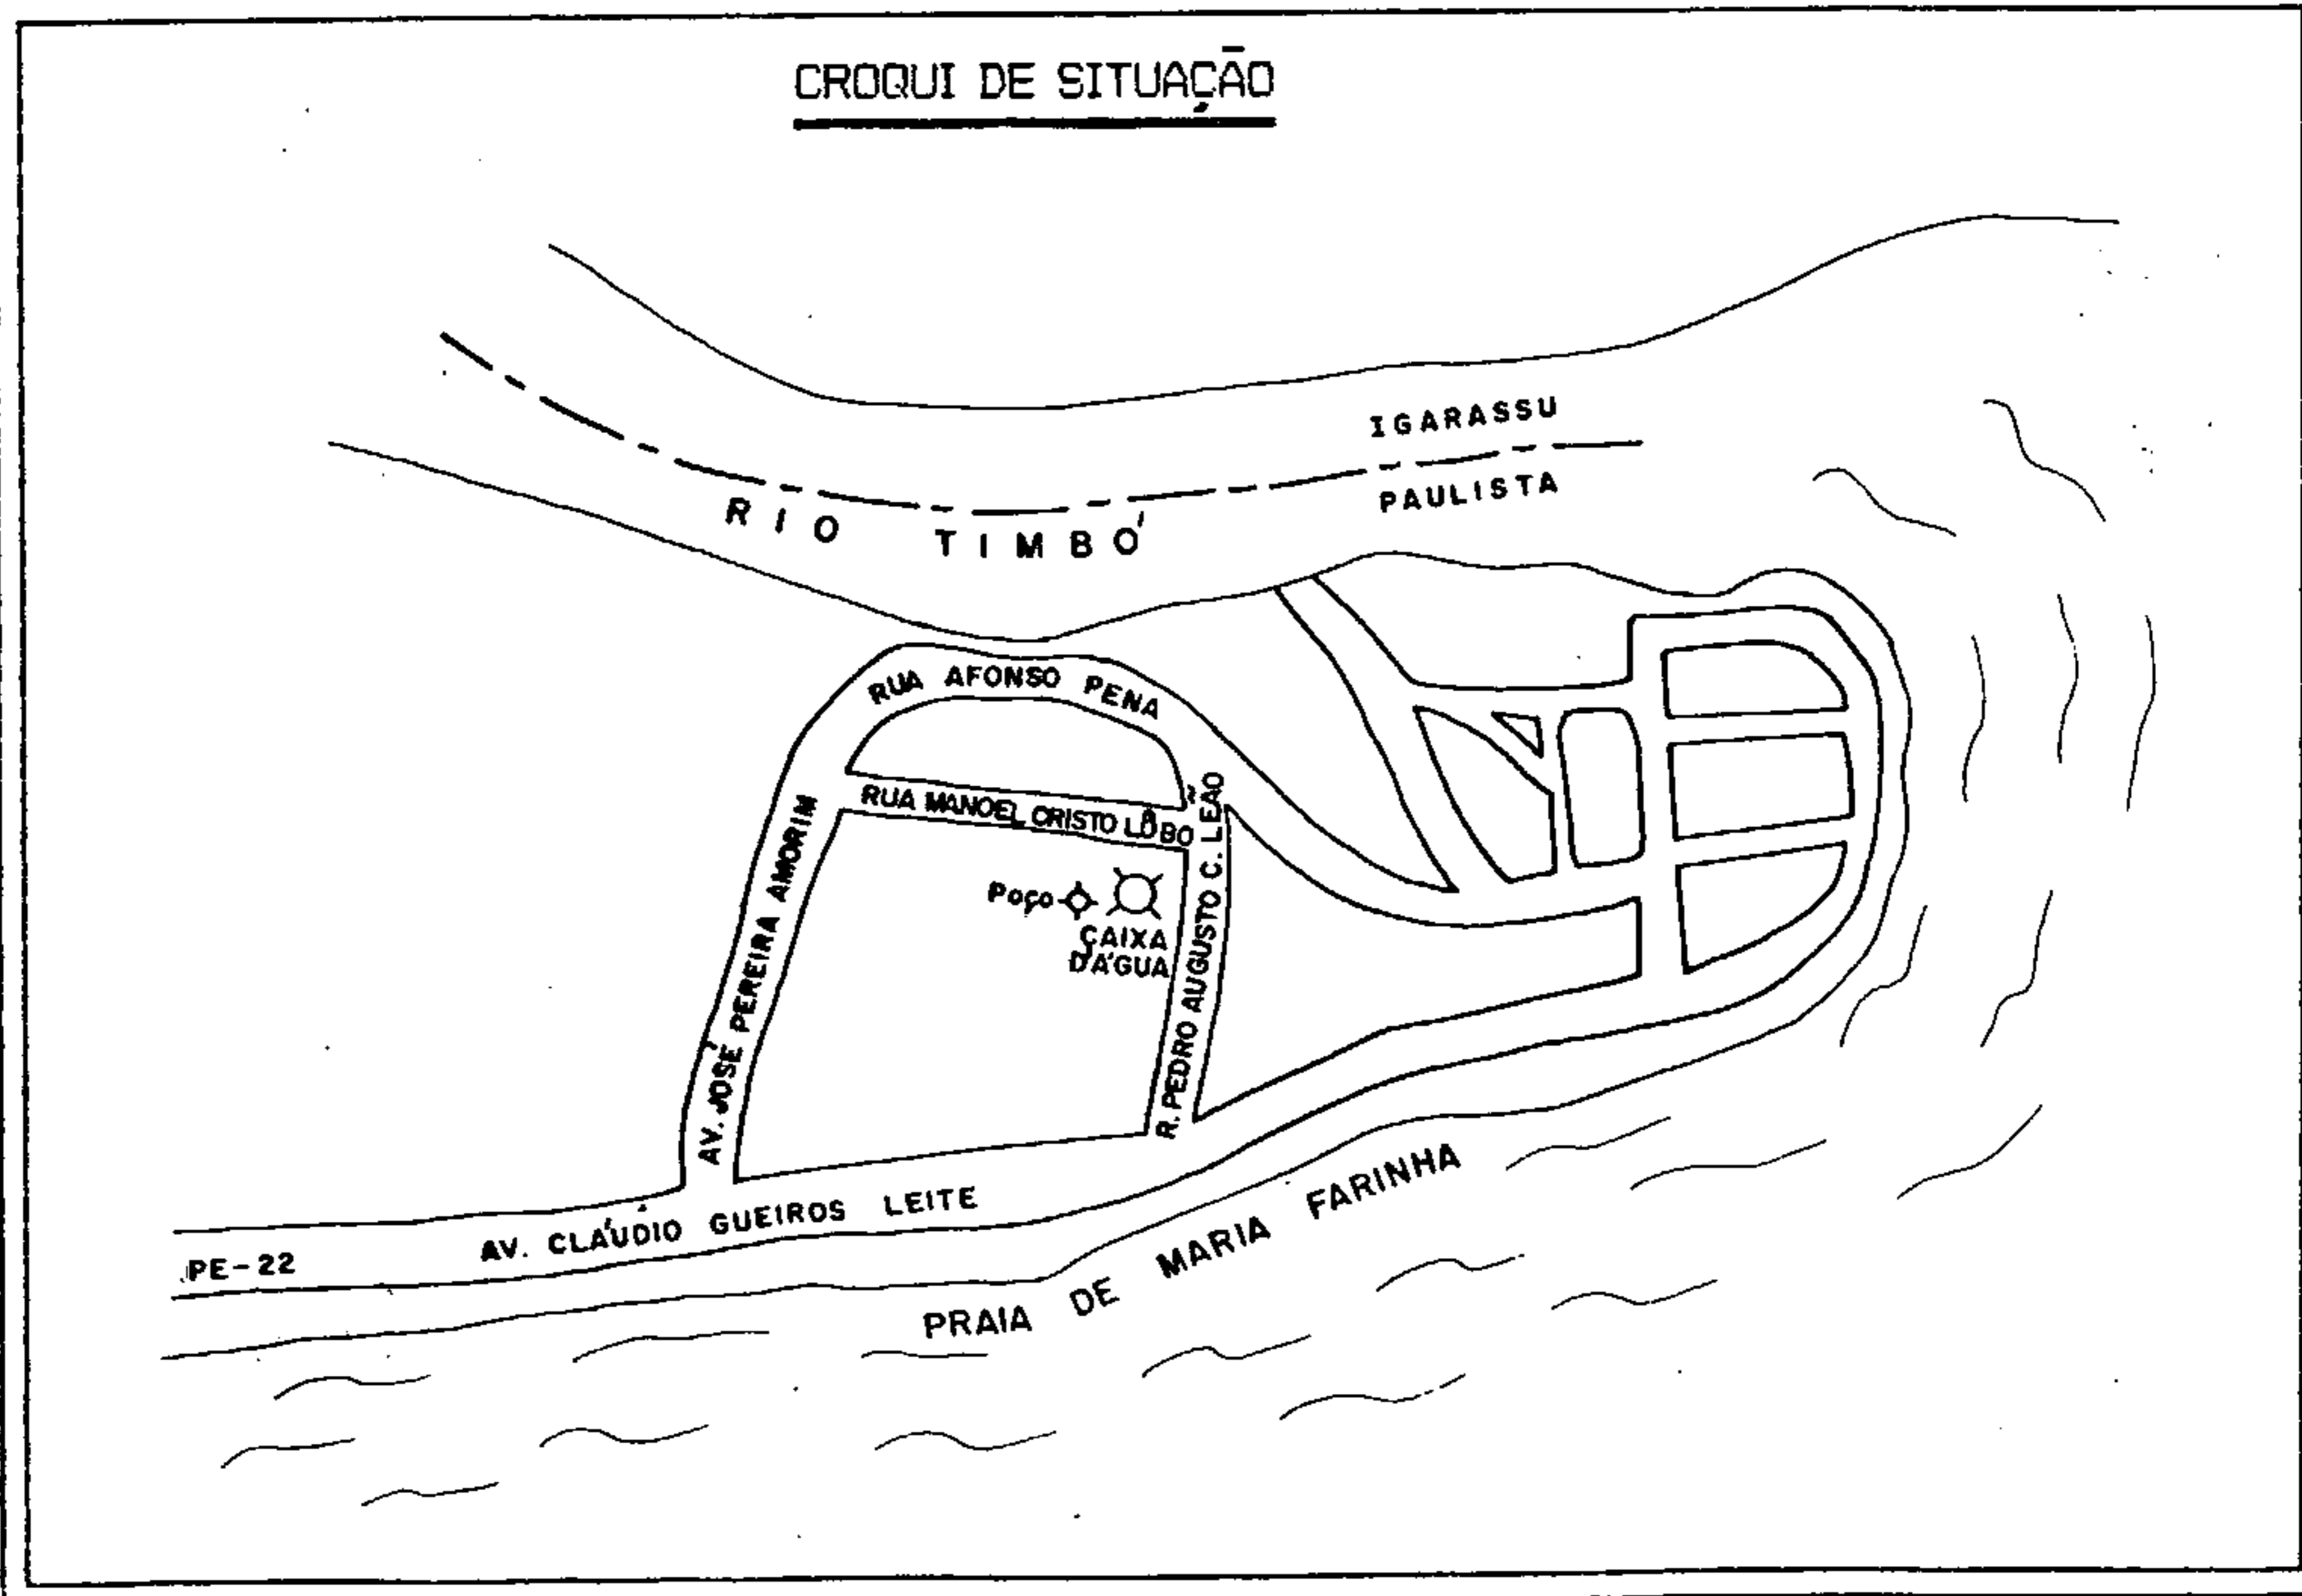 CROQUI DE SITUAÇÃO
IGARASSU
PAULISTA
RIO TIMBÓ
RUA AFONSO PENA
RUA MANOEL CRISTO LÔBO
AV. JOSÉ PEREIRA AMORIM
R. PEDRO AUGUSTO C. LEÃO
Poço
CAIXA
D'ÁGUA
AV. CLÁUDIO GUEIROS LEITE
PE-22
PRAIA DE MARIA FARINHA